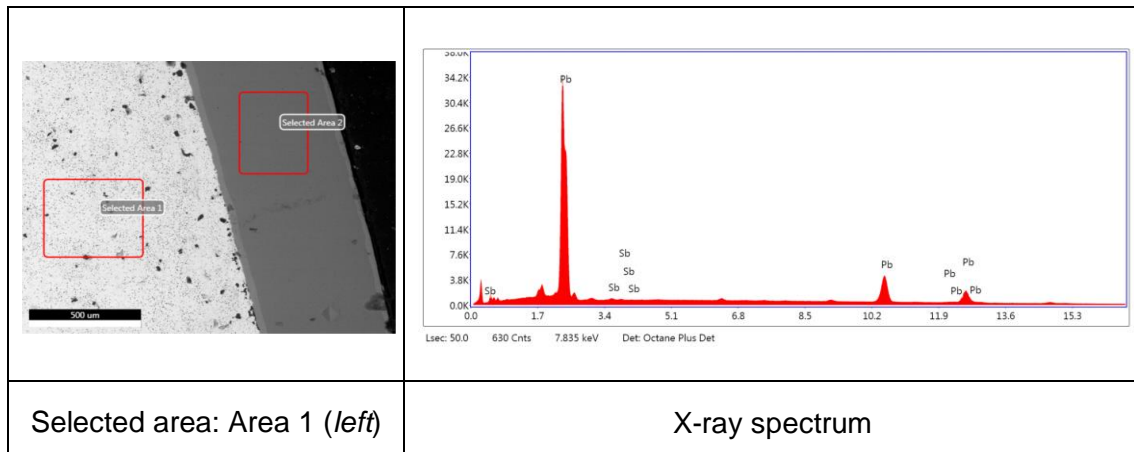 Selected Area 2
Selected Area 1
500 um
38.0K
34.2K
30.4K
26.6K
22.8K
19.0K
15.2K
11.4K
7.6K
3.8K
0.0K
Pb
Sb
Sb
Sb
Sb Sb
Pb
Pb
Pb
Pb Pb
0.0 1.7 3.4 5.1 6.8 8.5 10.2 11.9 13.6 15.3
Lsec: 50.0 630 Cnts 7.835 keV Det: Octane Plus Det
Selected area: Area 1 (left)
X-ray spectrum